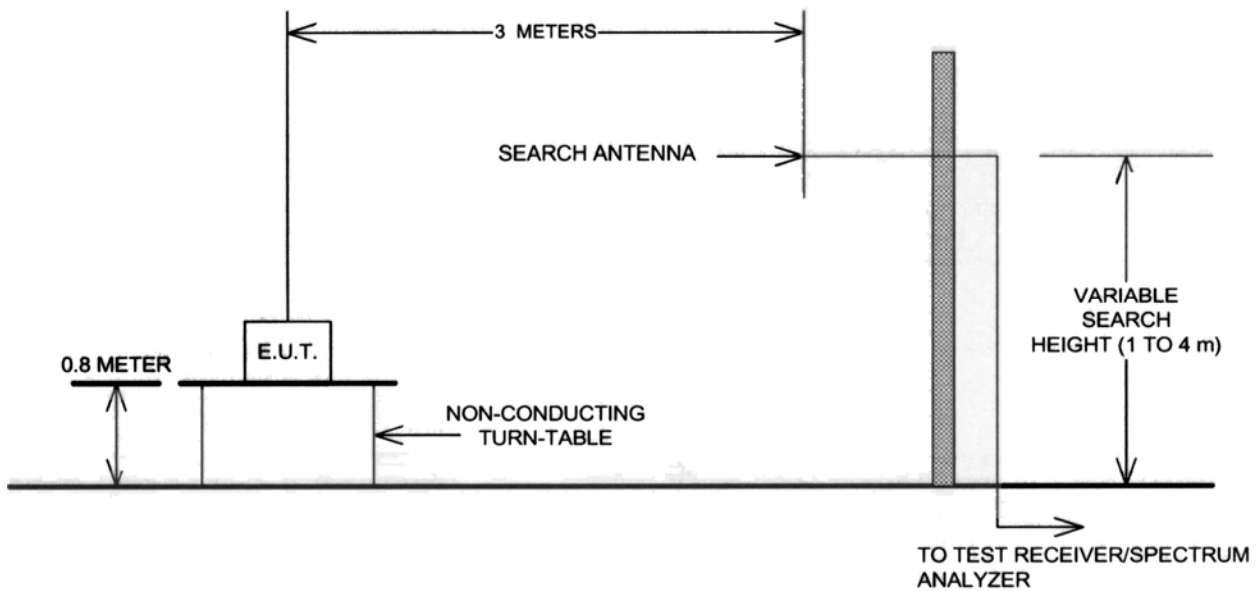 3 METERS
SEARCH ANTENNA
E.U.T.
0.8 METER
NON-CONDUCTING
TURN-TABLE
VARIABLE
SEARCH
HEIGHT (1 TO 4 m)
TO TEST RECEIVER/SPECTRUM
ANALYZER